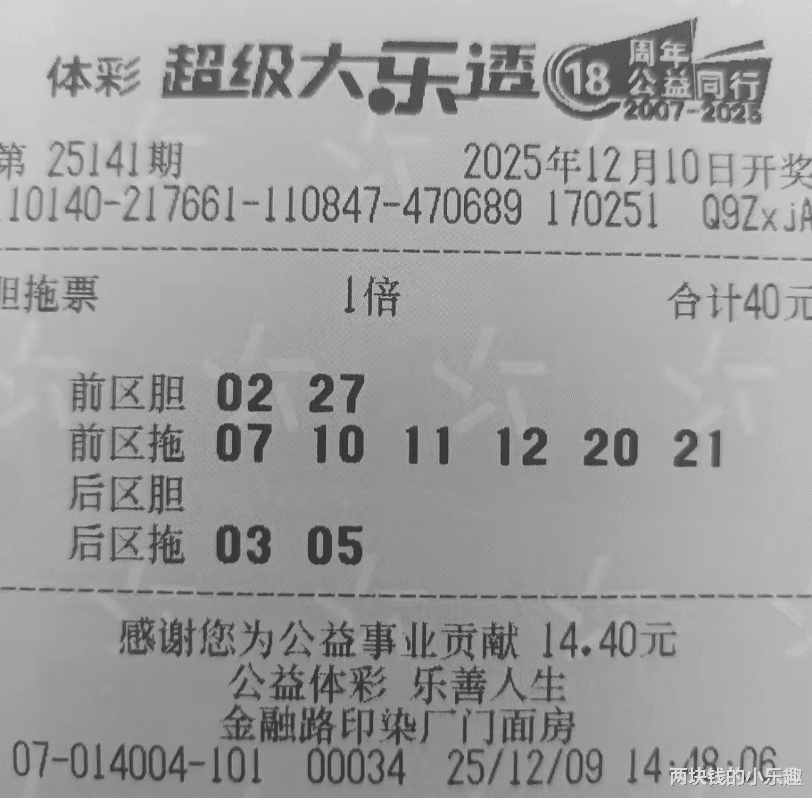 体彩 超级大乐透 18 周年 公益同行 2007-2025
第 25141期 2025年12月10日开奖
110140-217661-110847-470689 170251 Q9ZxjA
胆拖票 1倍 合计40元
前区胆 02 27
前区拖 07 10 11 12 20 21
后区胆
后区拖 03 05
感谢您为公益事业贡献 14.40元
公益体彩 乐善人生
金融路印染厂门面房
07-014004-101 00034 25/12/09 14:48:06
两块钱的小乐趣